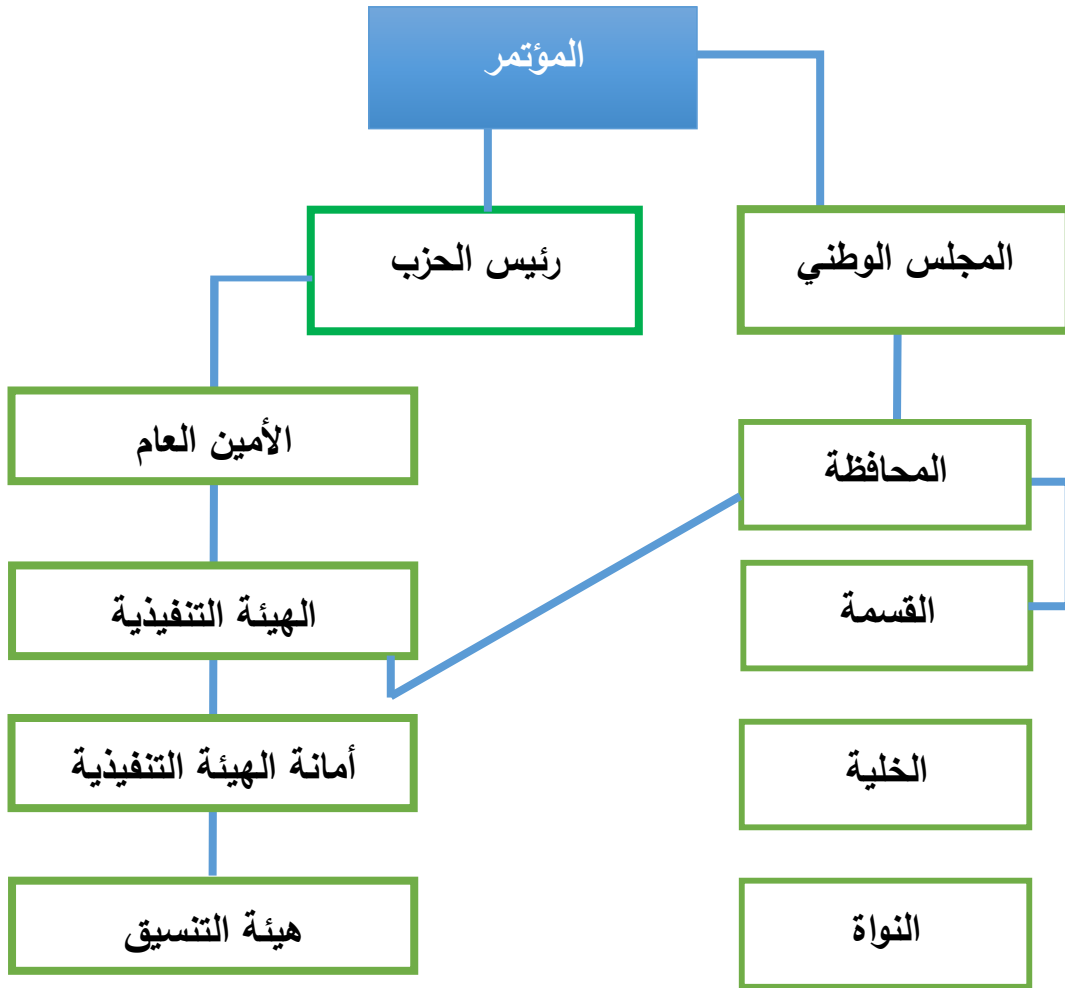 المؤتمر
رئيس الحزب
المجلس الوطني
الأمين العام
المحافظة
الهيئة التنفيذية
القسمة
أمانة الهيئة التنفيذية
الخلية
هيئة التنسيق
النواة